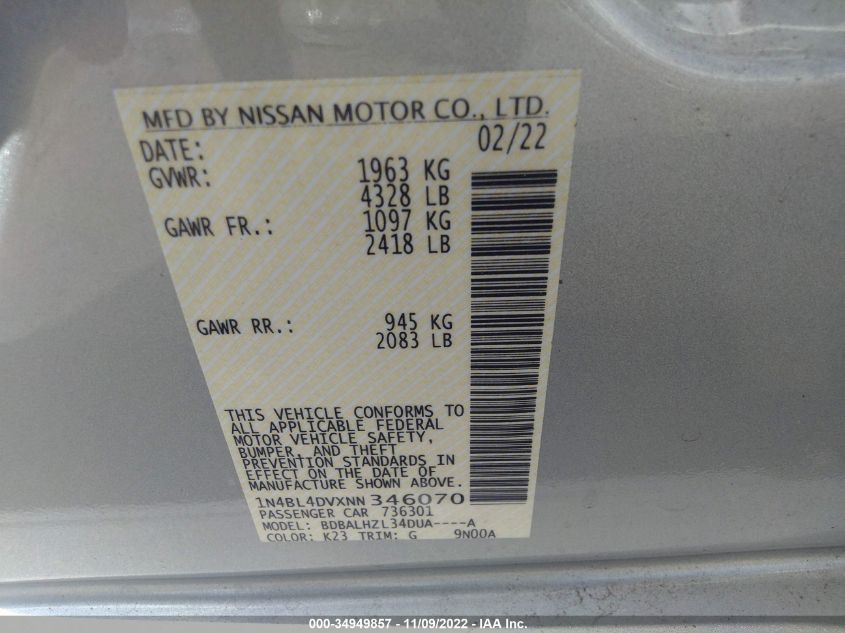 MFD BY NISSAN MOTOR CO., LTD.
DATE: 02/22
GVWR: 1963 KG
4328 LB
GAWR FR.: 1097 KG
2418 LB
GAWR RR.: 945 KG
2083 LB
THIS VEHICLE CONFORMS TO
ALL APPLICABLE FEDERAL
MOTOR VEHICLE SAFETY,
BUMPER, AND THEFT
PREVENTION STANDARDS IN
EFFECT ON THE DATE OF
MANUFACTURE SHOWN ABOVE.
1N4BL4DVXNN346070
PASSENGER CAR 736301
MODEL: BDBALHZL34DUA----A
COLOR: K23 TRIM: G 9N00A
000-34949857 - 11/09/2022 - IAA Inc.